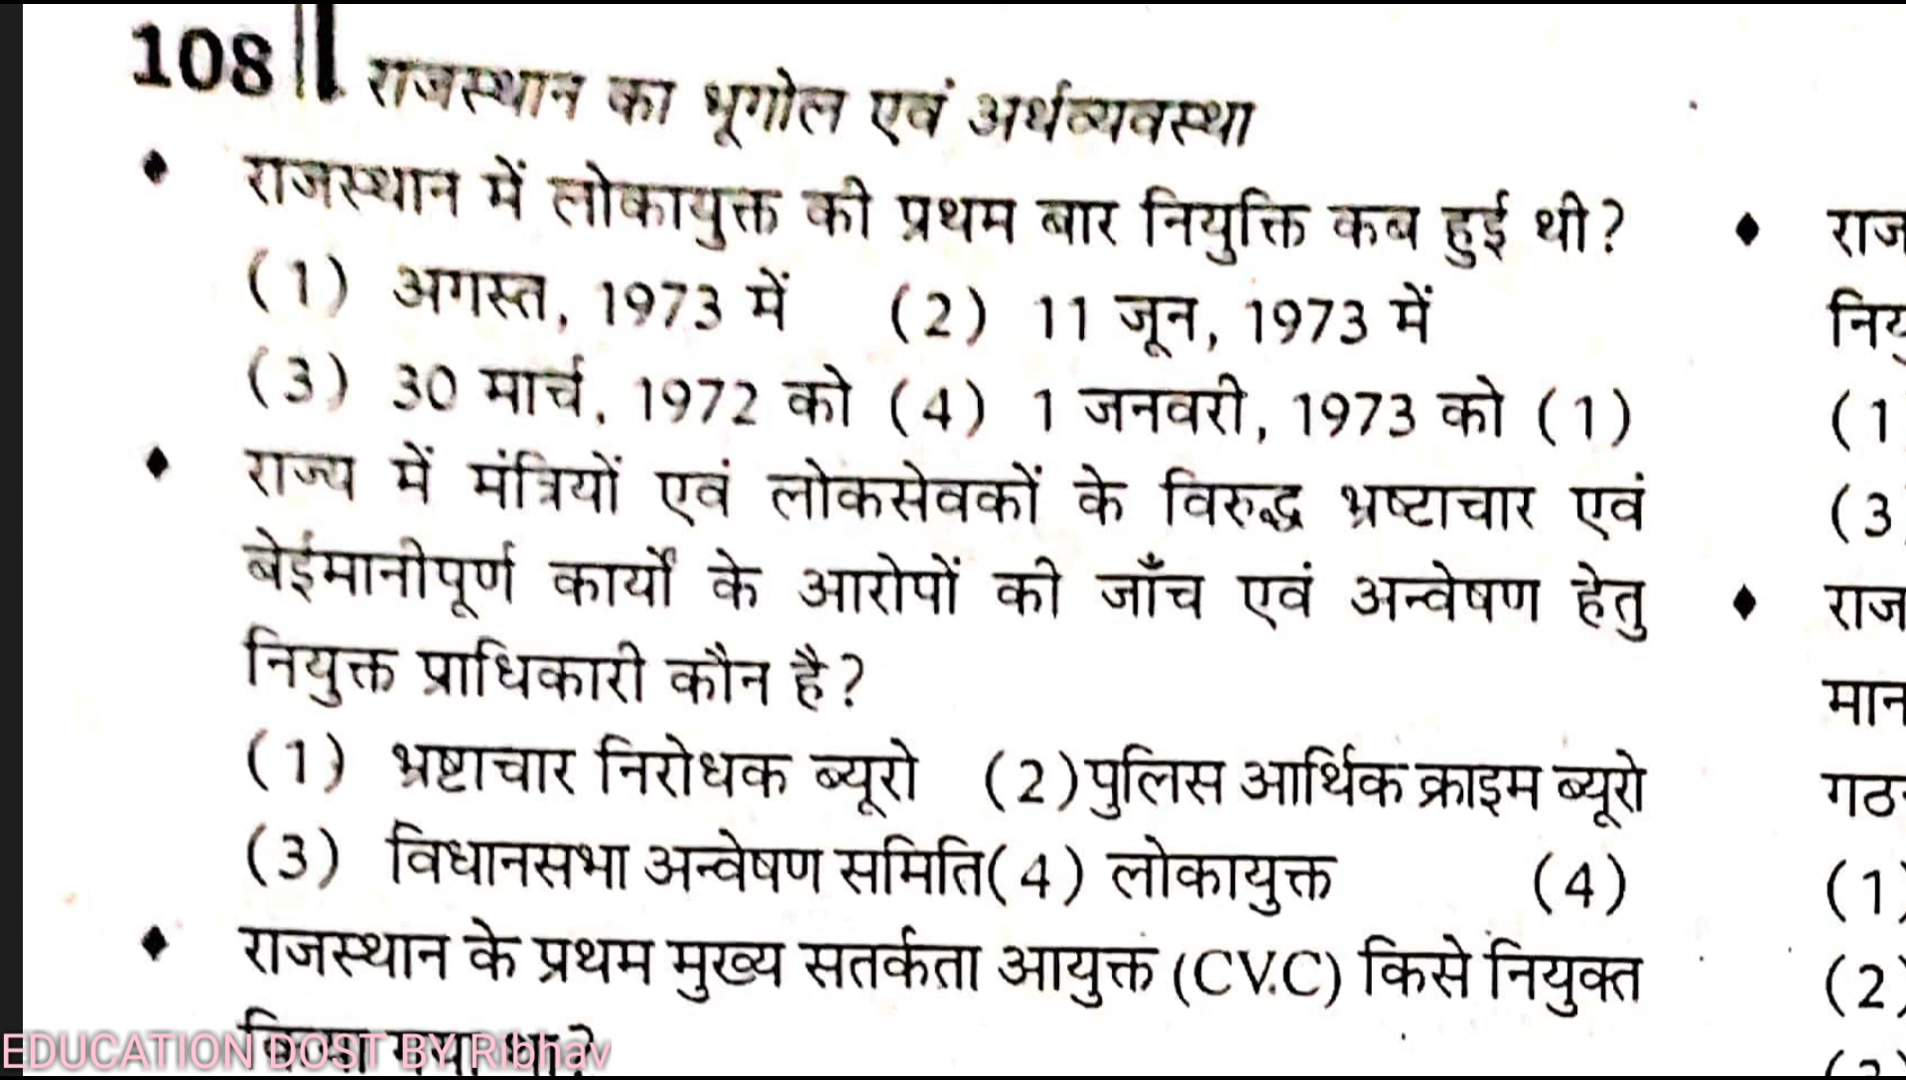 108 राजस्थान का भूगोल एवं अर्थव्यवस्था
♦ राजस्थान में लोकायुक्त की प्रथम बार नियुक्ति कब हुई थी?
(1) अगस्त, 1973 में (2) 11 जून, 1973 में
(3) 30 मार्च, 1972 को (4) 1 जनवरी, 1973 को (1)
♦ राज्य में मंत्रियों एवं लोकसेवकों के विरुद्ध भ्रष्टाचार एवं
बेईमानीपूर्ण कार्यों के आरोपों की जाँच एवं अन्वेषण हेतु
नियुक्त प्राधिकारी कौन है?
(1) भ्रष्टाचार निरोधक ब्यूरो (2) पुलिस आर्थिक क्राइम ब्यूरो
(3) विधानसभा अन्वेषण समिति (4) लोकायुक्त (4)
♦ राजस्थान के प्रथम मुख्य सतर्कता आयुक्त (CV.C) किसे नियुक्त
EDUCATION DOST BY Ribhav
♦ राज
(1
(3
♦ राज
मान
(1)
(2)